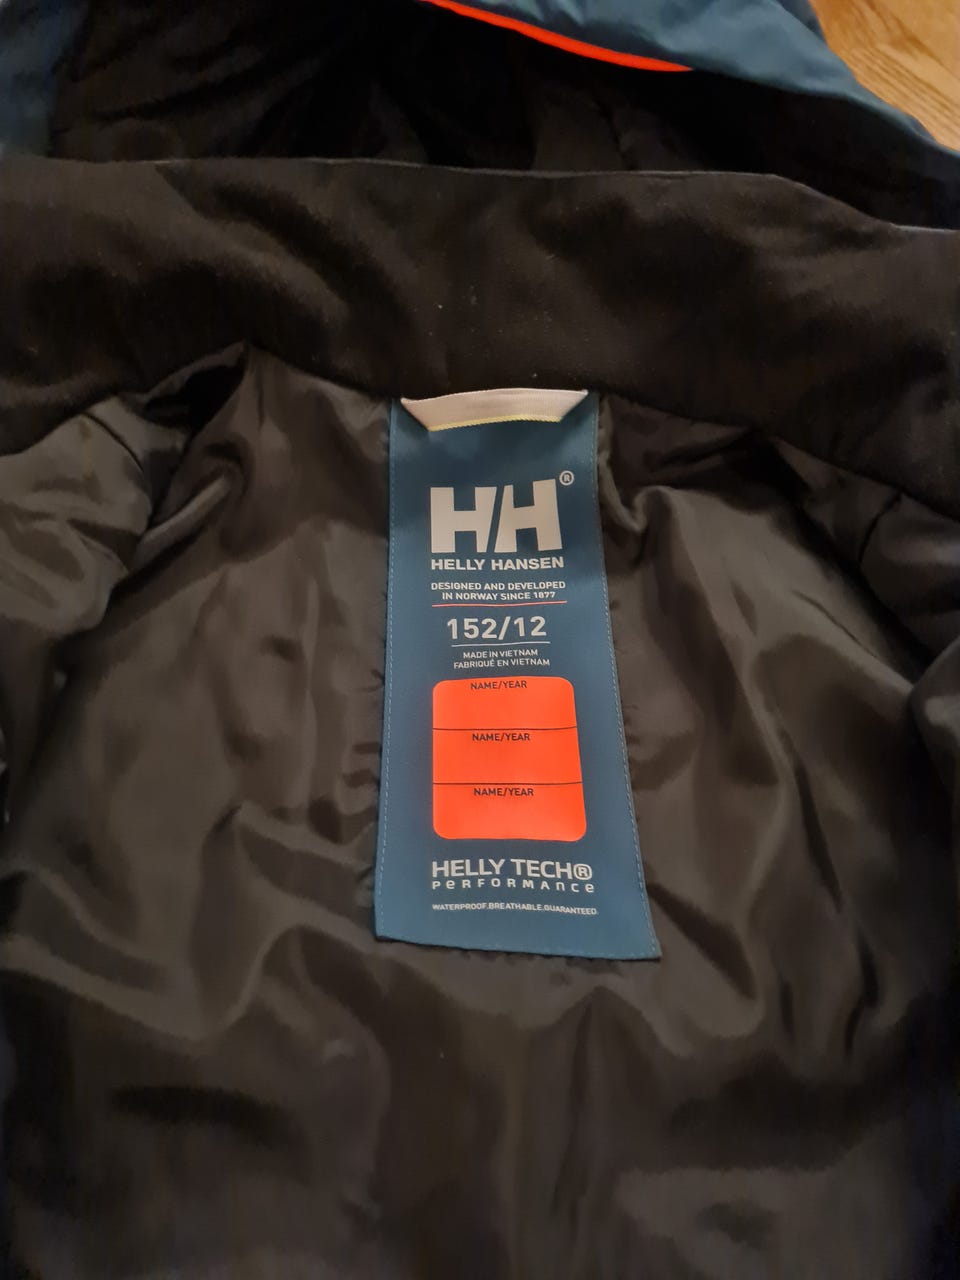 H/H®
HELLY HANSEN
DESIGNED AND DEVELOPED
IN NORWAY SINCE 1877
152/12
MADE IN VIETNAM
FABRIQUÉ EN VIETNAM
NAME/YEAR
NAME/YEAR
NAME/YEAR
HELLY TECH®
PERFORMANCE
WATERPROOF.BREATHABLE.GUARANTEED.